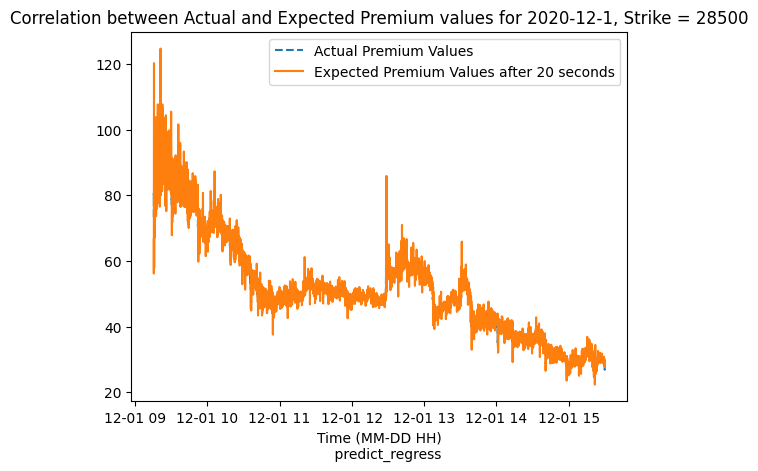 Correlation between Actual and Expected Premium values for 2020-12-1, Strike = 28500
Actual Premium Values
Expected Premium Values after 20 seconds
120
100
80
60
40
20
12-01 09 12-01 10 12-01 11 12-01 12 12-01 13 12-01 14 12-01 15
Time (MM-DD HH)
predict_regress